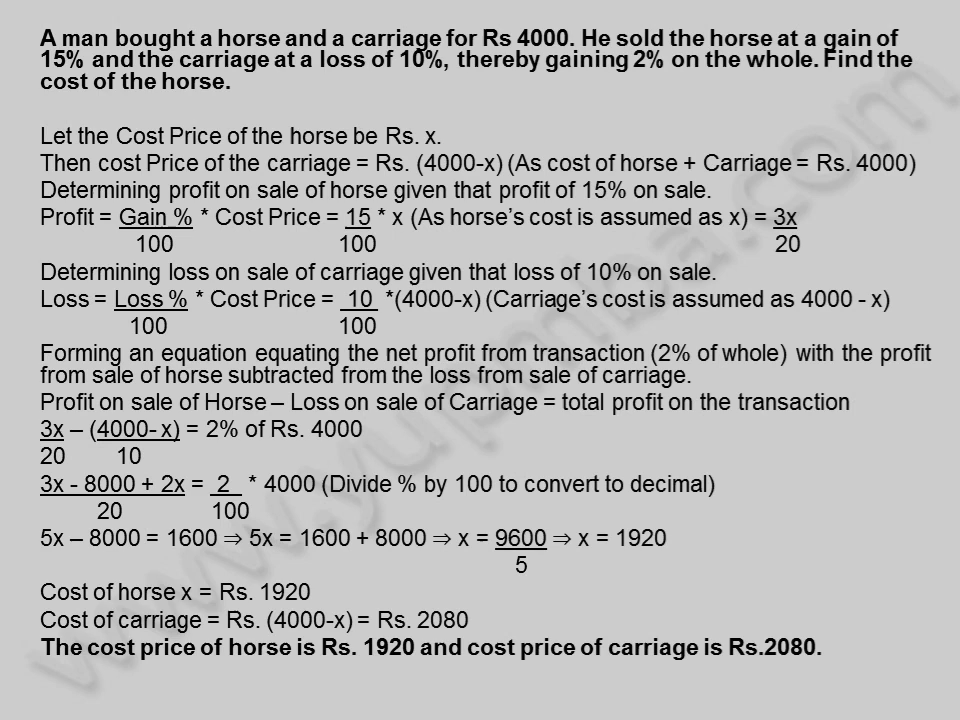 A man bought a horse and a carriage for Rs 4000. He sold the horse at a gain of
15% and the carriage at a loss of 10%, thereby gaining 2% on the whole. Find the
cost of the horse.
Let the Cost Price of the horse be Rs. x.
Then cost Price of the carriage = Rs. (4000-x) (As cost of horse + Carriage = Rs. 4000)
Determining profit on sale of horse given that profit of 15% on sale.
Profit = Gain % * Cost Price = 15 * x (As horse's cost is assumed as x) = 3x
100 100 20
Determining loss on sale of carriage given that loss of 10% on sale.
Loss = Loss % * Cost Price = 10 *(4000-x) (Carriage's cost is assumed as 4000 - x)
100 100
Forming an equation equating the net profit from transaction (2% of whole) with the profit
from sale of horse subtracted from the loss from sale of carriage.
Profit on sale of Horse – Loss on sale of Carriage = total profit on the transaction
3x – (4000- x) = 2% of Rs. 4000
20 10
3x - 8000 + 2x = 2 * 4000 (Divide % by 100 to convert to decimal)
20 100
5x – 8000 = 1600 ⇒ 5x = 1600 + 8000 ⇒ x = 9600 ⇒ x = 1920
5
Cost of horse x = Rs. 1920
Cost of carriage = Rs. (4000-x) = Rs. 2080
The cost price of horse is Rs. 1920 and cost price of carriage is Rs.2080.
www.yupmba.com